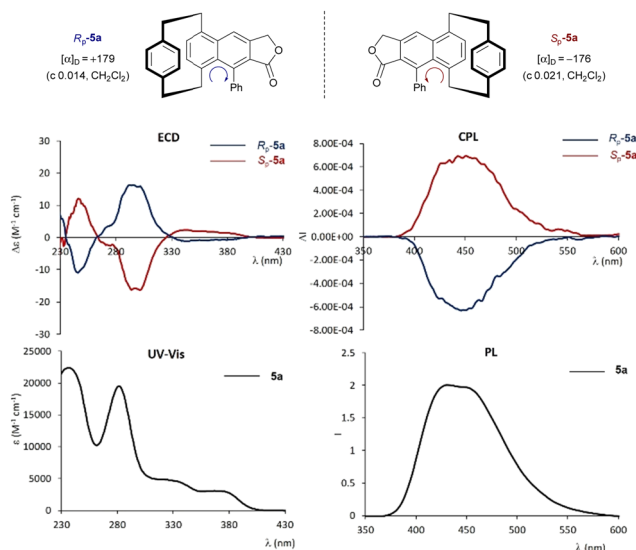 Rp-5a
[α]D = +179
(c 0.014, CH2Cl2)
O
O
Ph
O
O
Ph
Sp-5a
[α]D = −176
(c 0.021, CH2Cl2)
ECD
Rp-5a
Sp-5a
Δε (M-1 cm-1)
30
20
10
0
10
20
30
230
280
330
380
430
λ (nm)
CPL
Rp-5a
Sp-5a
ΔI
8.00E-04
6.00E-04
4.00E-04
2.00E-04
0.00E+00
-2.00E-04
-4.00E-04
-6.00E-04
-8.00E-04
350
400
450
500
550
600
λ (nm)
UV-Vis
5a
ε (M-1 cm-1)
25000
20000
15000
10000
5000
0
230
280
330
380
430
λ (nm)
PL
5a
I
2.5
2
1.5
1
0.5
0
350
400
450
500
550
600
λ (nm)